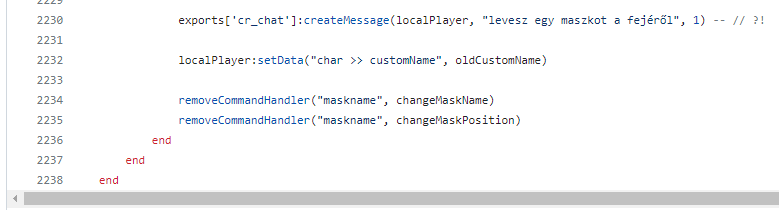 2229
2230 exports['cr_chat']:createMessage(localPlayer, "levesz egy maszkot a fejéről", 1) -- // ?!
2231
2232 localPlayer:setData("char >> customName", oldCustomName)
2233
2234 removeCommandHandler("maskname", changeMaskName)
2235 removeCommandHandler("maskname", changeMaskPosition)
2236 end
2237 end
2238 end